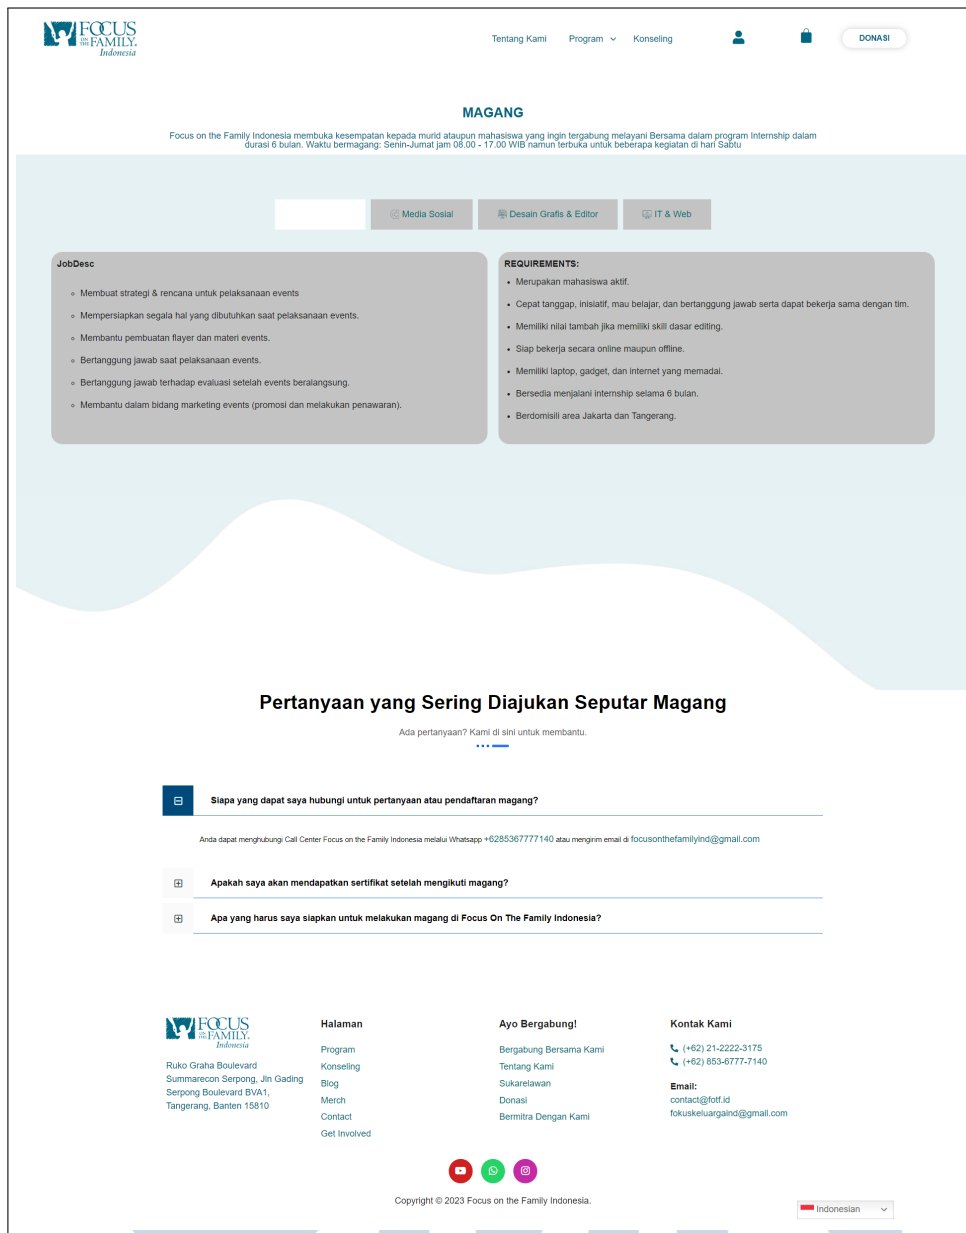 FOCUS
ON THE FAMILY.
Indonesia
Tentang Kami
Program
Konseling
DONASI
MAGANG
Focus on the Family Indonesia membuka kesempatan kepada murid ataupun mahasiswa yang ingin tergabung melayani Bersama dalam program Internship dalam
durasi 6 bulan. Waktu bermagang: Senin-Jumat jam 08.00 - 17.00 WIB namun terbuka untuk beberapa kegiatan di hari Sabtu
Media Sosial
Desain Grafis & Editor
IT & Web
JobDesc
Membuat strategi & rencana untuk pelaksanaan events
Mempersiapkan segala hal yang dibutuhkan saat pelaksanaan events.
Membantu pembuatan flayer dan materi events.
Bertanggung jawab saat pelaksanaan events.
Bertanggung jawab terhadap evaluasi setelah events beralangsung.
Membantu dalam bidang marketing events (promosi dan melakukan penawaran).
REQUIREMENTS:
Merupakan mahasiswa aktif.
Cepat tanggap, inisiatif, mau belajar, dan bertanggung jawab serta dapat bekerja sama dengan tim.
Memiliki nilai tambah jika memiliki skill dasar editing.
Siap bekerja secara online maupun offline.
Memiliki laptop, gadget, dan internet yang memadai.
Bersedia menjalani internship selama 6 bulan.
Berdomisili area Jakarta dan Tangerang.
Pertanyaan yang Sering Diajukan Seputar Magang
Ada pertanyaan? Kami di sini untuk membantu.
Siapa yang dapat saya hubungi untuk pertanyaan atau pendaftaran magang?
Anda dapat menghubungi Call Center Focus on the Family Indonesia melalui Whatsapp +6285367777140 atau mengirim email di focusonthefamilyind@gmail.com
Apakah saya akan mendapatkan sertifikat setelah mengikuti magang?
Apa yang harus saya siapkan untuk melakukan magang di Focus On The Family Indonesia?
FOCUS
ON THE FAMILY.
Indonesia
Ruko Graha Boulevard
Summarecon Serpong, Jln Gading
Serpong Boulevard BVA1,
Tangerang, Banten 15810
Halaman
Program
Konseling
Blog
Merch
Contact
Get Involved
Ayo Bergabung!
Bergabung Bersama Kami
Tentang Kami
Sukarelawan
Donasi
Bermitra Dengan Kami
Kontak Kami
(+62) 21-2222-3175
(+62) 853-6777-7140
Email:
contact@fotf.id
fokuskeluargaind@gmail.com
Copyright © 2023 Focus on the Family Indonesia.
Indonesian